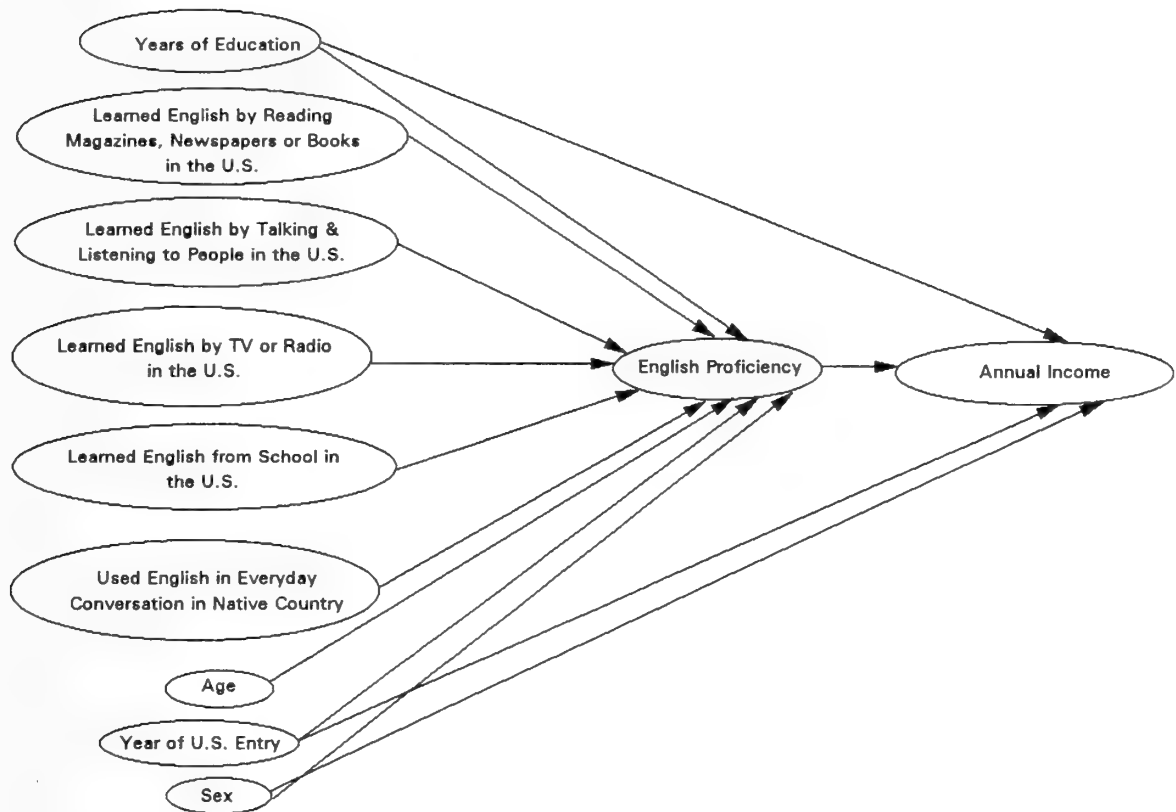 Years of Education
Learned English by Reading
Magazines, Newspapers or Books
in the U.S.
Learned English by Talking &
Listening to People in the U.S.
Learned English by TV or Radio
in the U.S.
English Proficiency
Annual Income
Learned English from School in
the U.S.
Used English in Everyday
Conversation in Native Country
Age
Year of U.S. Entry
Sex